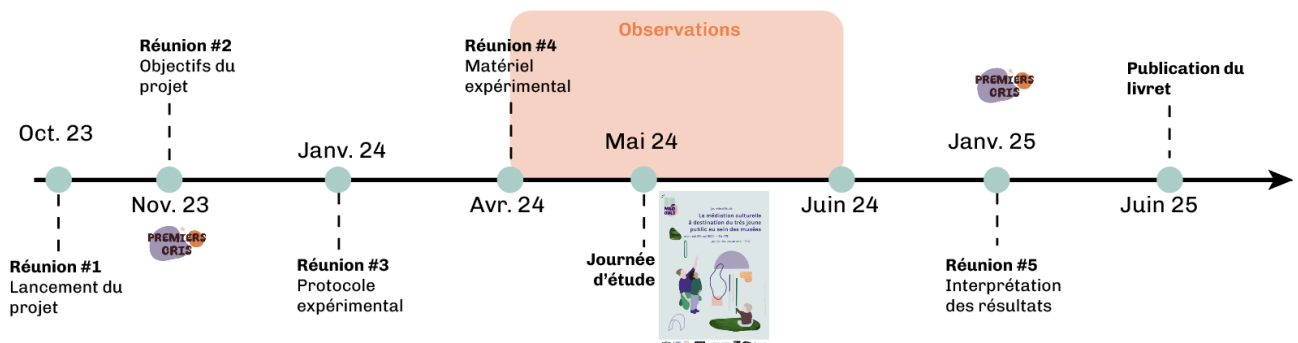 Observations
Réunion #2
Objectifs du
projet
Réunion #4
Matériel
expérimental
Publication du
livret
PREMIERS
CRIS
Oct. 23
Janv. 24
Mai 24
Janv. 25
Nov. 23
Avr. 24
Juin 24
Juin 25
PREMIERS
CRIS
Réunion #1
Lancement du
projet
Réunion #3
Protocole
expérimental
Journée
d'étude
La médiation culturelle
à destination du très jeune
public au sein des musées
Réunion #5
Interprétation
des résultats